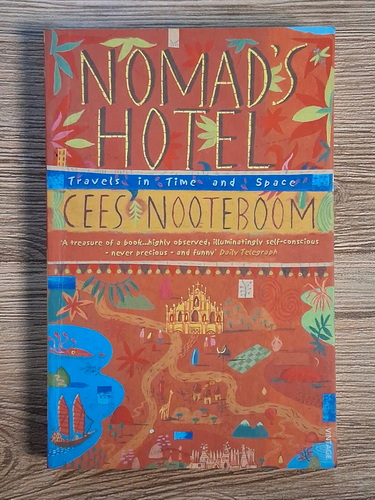 NOMAD'S
HOTEL
Travels in Time and Space
CEES NOOTEBOOM
'A treasure of a book...highly observed, illuminatingly self-conscious
- never precious - and funny' Daily Telegraph
VINTAGE